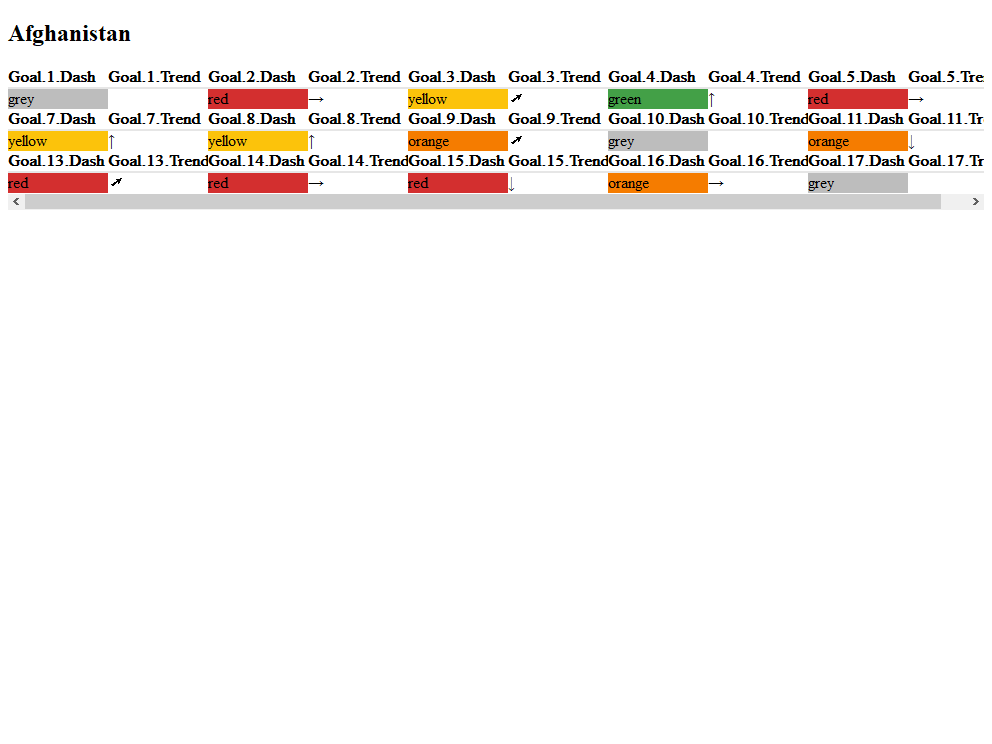 Afghanistan
Goal.1.Dash Goal.1.Trend Goal.2.Dash Goal.2.Trend Goal.3.Dash Goal.3.Trend Goal.4.Dash Goal.4.Trend Goal.5.Dash Goal.5.Tre
grey red → yellow ↗ green ↑ red →
Goal.7.Dash Goal.7.Trend Goal.8.Dash Goal.8.Trend Goal.9.Dash Goal.9.Trend Goal.10.Dash Goal.10.Trend Goal.11.Dash Goal.11.Tr
yellow ↑ yellow ↑ orange ↗ grey orange ↓
Goal.13.Dash Goal.13.Trend Goal.14.Dash Goal.14.Trend Goal.15.Dash Goal.15.Trend Goal.16.Dash Goal.16.Trend Goal.17.Dash Goal.17.Tr
red ↗ red → red ↓ orange → grey